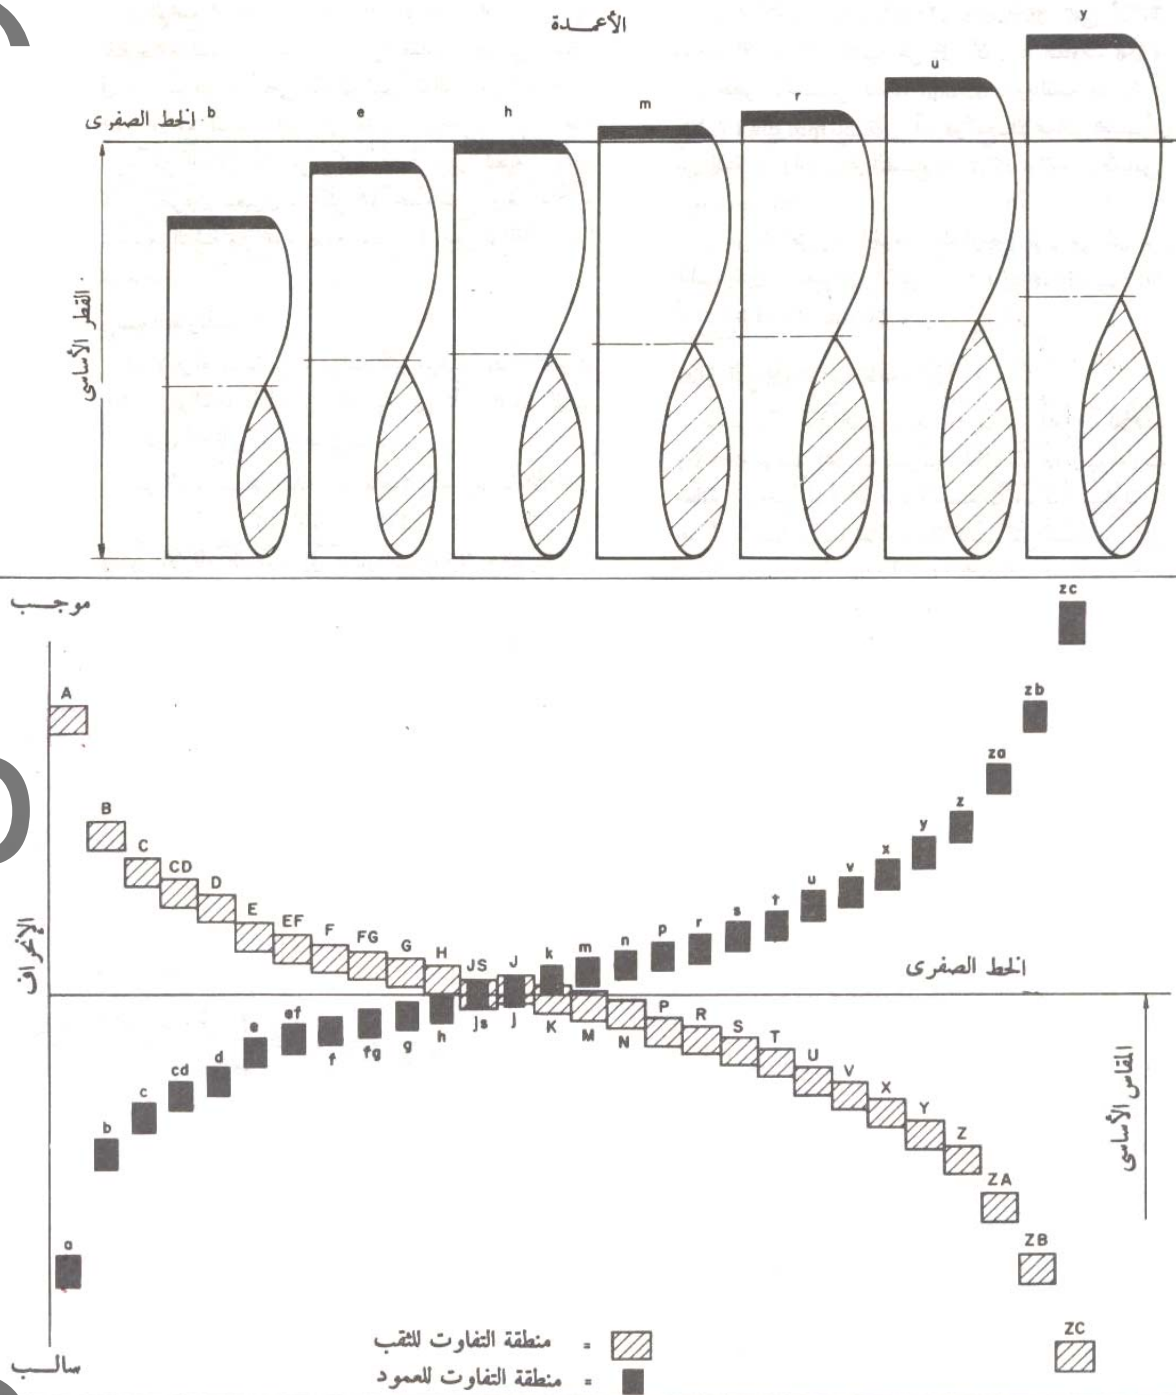 الأعمدة
الخط الصفرى b e h m r u y
القطر الأساسى
موجب
الإنحراف
سالب
A B C CD D E EF F FG G H JS J K M N P R S T U V X Y Z ZA ZB ZC
a b c cd d e ef f fg g h js j k m n p r s t u v x y z za zb zc
الخط الصفرى
المقاس الأساسى
منطقة التفاوت للثقب =
منطقة التفاوت للعمود =